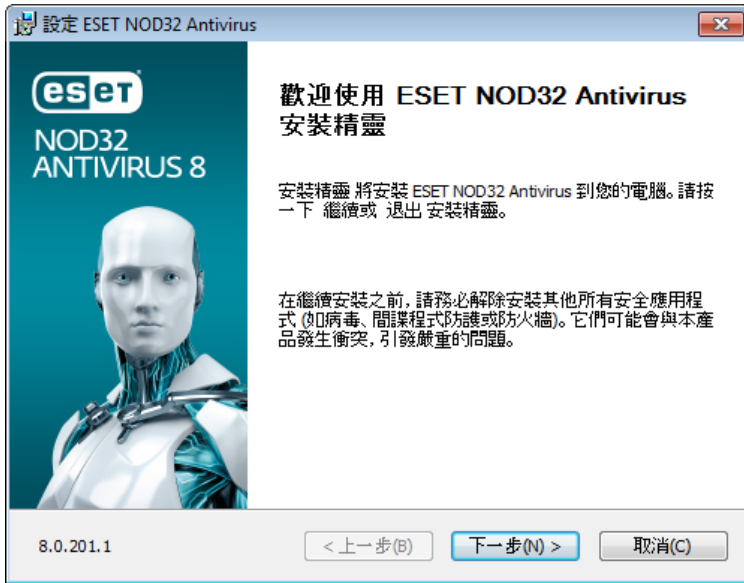 設定 ESET NOD32 Antivirus
eseT
NOD32
ANTIVIRUS 8
歡迎使用 ESET NOD32 Antivirus
安裝精靈
安裝精靈 將安裝 ESET NOD32 Antivirus 到您的電腦。請按
一下 繼續或 退出 安裝精靈。
在繼續安裝之前，請務必解除安裝其他所有安全應用程
式 (如病毒、間諜程式防護或防火牆)。它們可能會與本產
品發生衝突，引發嚴重的問題。
8.0.201.1
< 上一步(B)
下一步(N) >
取消(C)